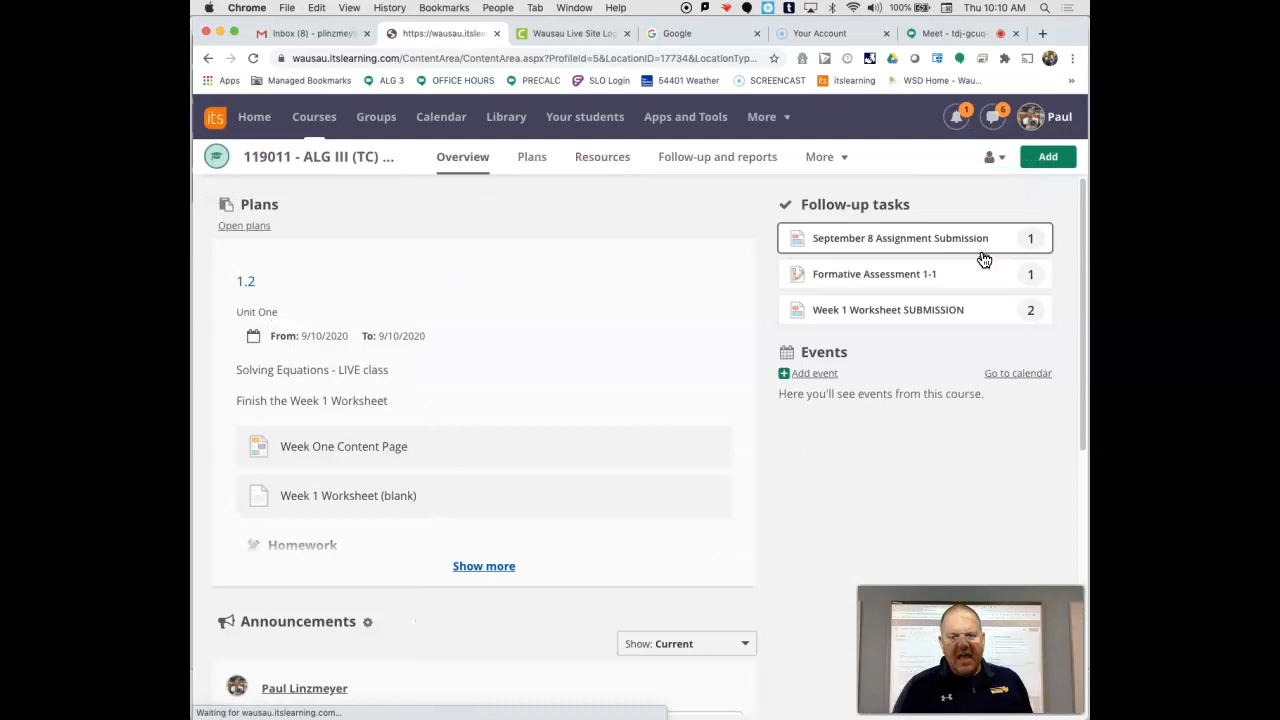 Chrome File Edit View History Bookmarks People Tab Window Help 100% Thu 10:10 AM
Inbox (8) - plinzmeyl × https://wausau.itslea × Wausau Live Site Log × Google × Your Account × Meet - tdj-gcuq- × +
wausau.itslearning.com/ContentArea/ContentArea.aspx?ProfileId=5&LocationID=17734&LocationTyp...
Apps Managed Bookmarks ALG 3 OFFICE HOURS PRECALC SLO Login 54401 Weather SCREENCAST itslearning WSD Home - Wau... »
its Home Courses Groups Calendar Library Your students Apps and Tools More 1 6 Paul
119011 - ALG III (TC) ... Overview Plans Resources Follow-up and reports More Add
Plans
Open plans
1.2
Unit One
From: 9/10/2020 To: 9/10/2020
Solving Equations - LIVE class
Finish the Week 1 Worksheet
Week One Content Page
Week 1 Worksheet (blank)
Homework
Show more
Announcements
Show: Current
Paul Linzmeyer
Follow-up tasks
September 8 Assignment Submission 1
Formative Assessment 1-1 1
Week 1 Worksheet SUBMISSION 2
Events
Add event Go to calendar
Here you'll see events from this course.
Waiting for wausau.itslearning.com...